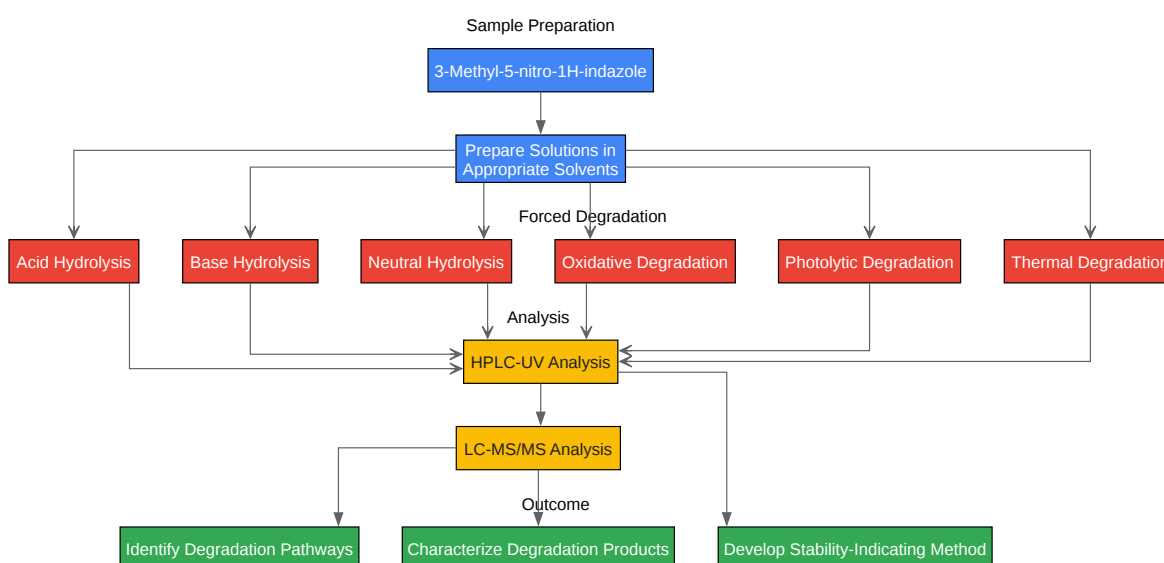 Sample Preparation
3-Methyl-5-nitro-1H-indazole
Prepare Solutions in
Appropriate Solvents
Forced Degradation
Acid Hydrolysis
Base Hydrolysis
Neutral Hydrolysis
Oxidative Degradation
Photolytic Degradation
Thermal Degradation
Analysis
HPLC-UV Analysis
LC-MS/MS Analysis
Outcome
Identify Degradation Pathways
Characterize Degradation Products
Develop Stability-Indicating Method